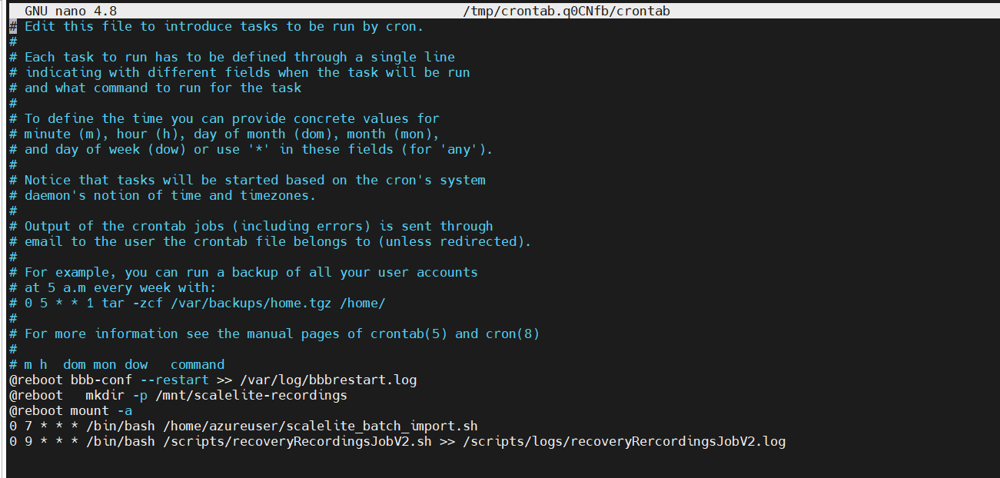 GNU nano 4.8 /tmp/crontab.q0CNfb/crontab
# Edit this file to introduce tasks to be run by cron.
#
# Each task to run has to be defined through a single line
# indicating with different fields when the task will be run
# and what command to run for the task
#
# To define the time you can provide concrete values for
# minute (m), hour (h), day of month (dom), month (mon),
# and day of week (dow) or use '*' in these fields (for 'any').
#
# Notice that tasks will be started based on the cron's system
# daemon's notion of time and timezones.
#
# Output of the crontab jobs (including errors) is sent through
# email to the user the crontab file belongs to (unless redirected).
#
# For example, you can run a backup of all your user accounts
# at 5 a.m every week with:
# 0 5 * * 1 tar -zcf /var/backups/home.tgz /home/
#
# For more information see the manual pages of crontab(5) and cron(8)
#
# m h  dom mon dow   command
@reboot bbb-conf --restart >> /var/log/bbbrestart.log
@reboot   mkdir -p /mnt/scalelite-recordings
@reboot mount -a
0 7 * * * /bin/bash /home/azureuser/scalelite_batch_import.sh
0 9 * * * /bin/bash /scripts/recoveryRecordingsJobV2.sh >> /scripts/logs/recoveryRercordingsJobV2.log